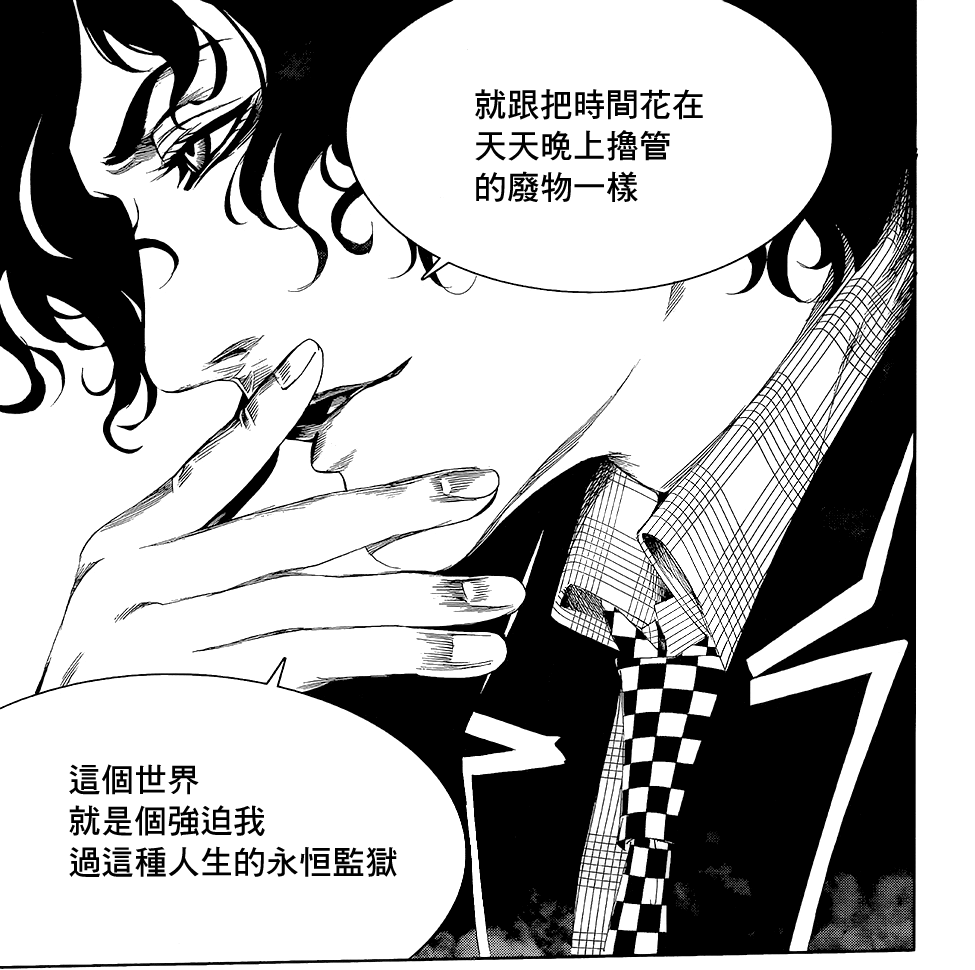 就跟把時間花在
天天晚上擼管
的廢物一樣
這個世界
就是個強迫我
過這種人生的永恒監獄